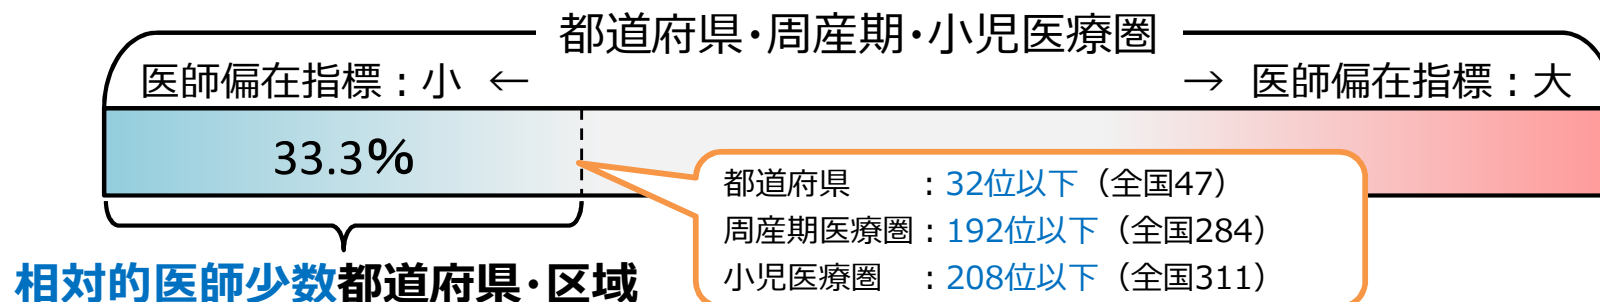 都道府県・周産期・小児医療圏
医師偏在指標：小 ← → 医師偏在指標：大
33.3%
都道府県 ：32位以下（全国47）
周産期医療圏：192位以下（全国284）
小児医療圏 ：208位以下（全国311）
相対的医師少数都道府県・区域